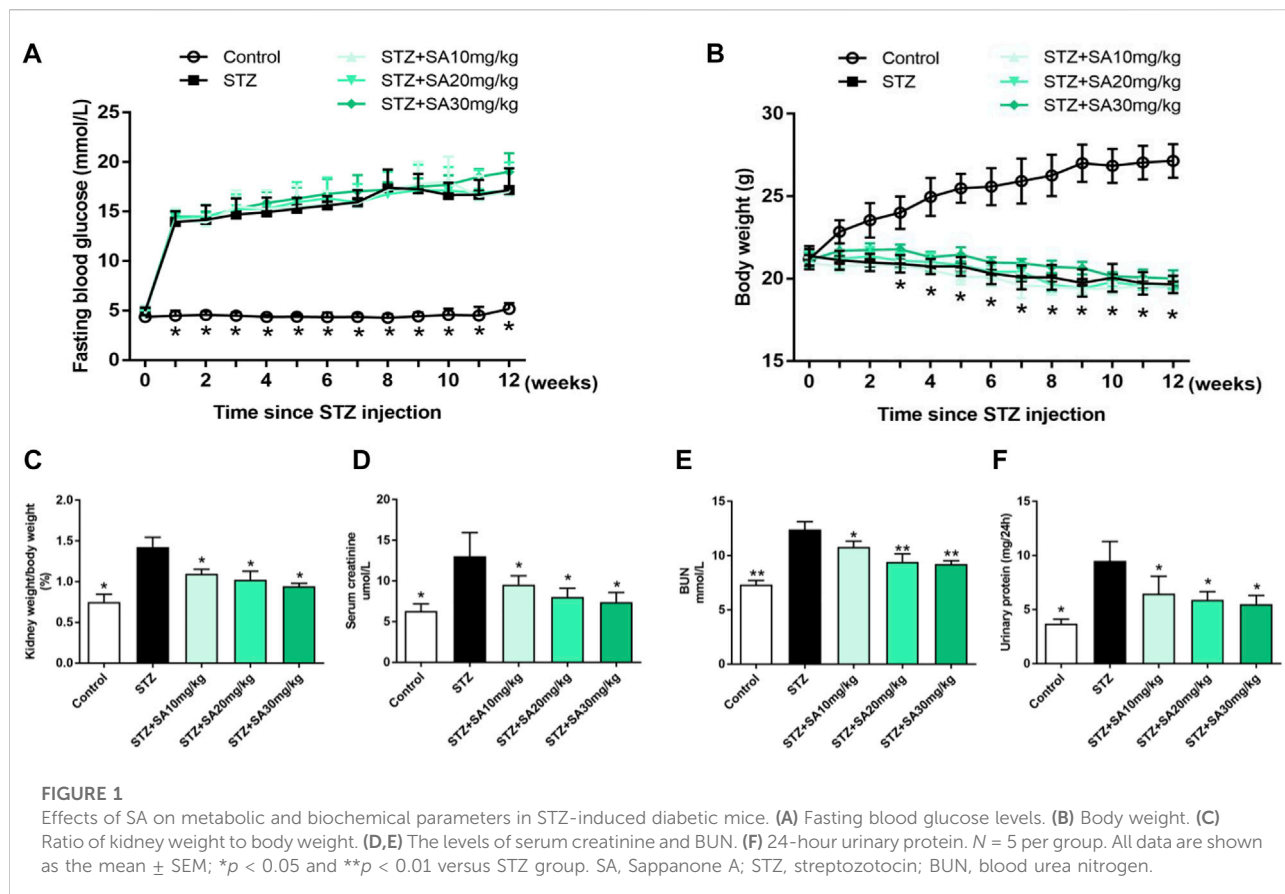 A
Control
STZ
STZ+SA10mg/kg
STZ+SA20mg/kg
STZ+SA30mg/kg
Fasting blood glucose (mmol/L)
25
20
15
10
5
0
* * * * * * * * * * * *
0 2 4 6 8 10 12 (weeks)
Time since STZ injection
B
Control
STZ
STZ+SA10mg/kg
STZ+SA20mg/kg
STZ+SA30mg/kg
Body weight (g)
30
25
20
15
* * * * * * * * * *
0 2 4 6 8 10 12 (weeks)
Time since STZ injection
C
Kidney weight/body weight
(%)
2.0
1.5
1.0
0.5
0.0
* * * *
Control
STZ
STZ+SA10mg/kg
STZ+SA20mg/kg
STZ+SA30mg/kg
D
Serum creatinine
umol/L
20
15
10
5
0
* * * *
Control
STZ
STZ+SA10mg/kg
STZ+SA20mg/kg
STZ+SA30mg/kg
E
BUN
mmol/L
15
10
5
0
** * ** **
Control
STZ
STZ+SA10mg/kg
STZ+SA20mg/kg
STZ+SA30mg/kg
F
Urinary protein (mg/24h)
15
10
5
0
* * * *
Control
STZ
STZ+SA10mg/kg
STZ+SA20mg/kg
STZ+SA30mg/kg
FIGURE 1
Effects of SA on metabolic and biochemical parameters in STZ-induced diabetic mice. (A) Fasting blood glucose levels. (B) Body weight. (C)
Ratio of kidney weight to body weight. (D,E) The levels of serum creatinine and BUN. (F) 24-hour urinary protein. N = 5 per group. All data are shown
as the mean ± SEM; *p < 0.05 and **p < 0.01 versus STZ group. SA, Sappanone A; STZ, streptozotocin; BUN, blood urea nitrogen.